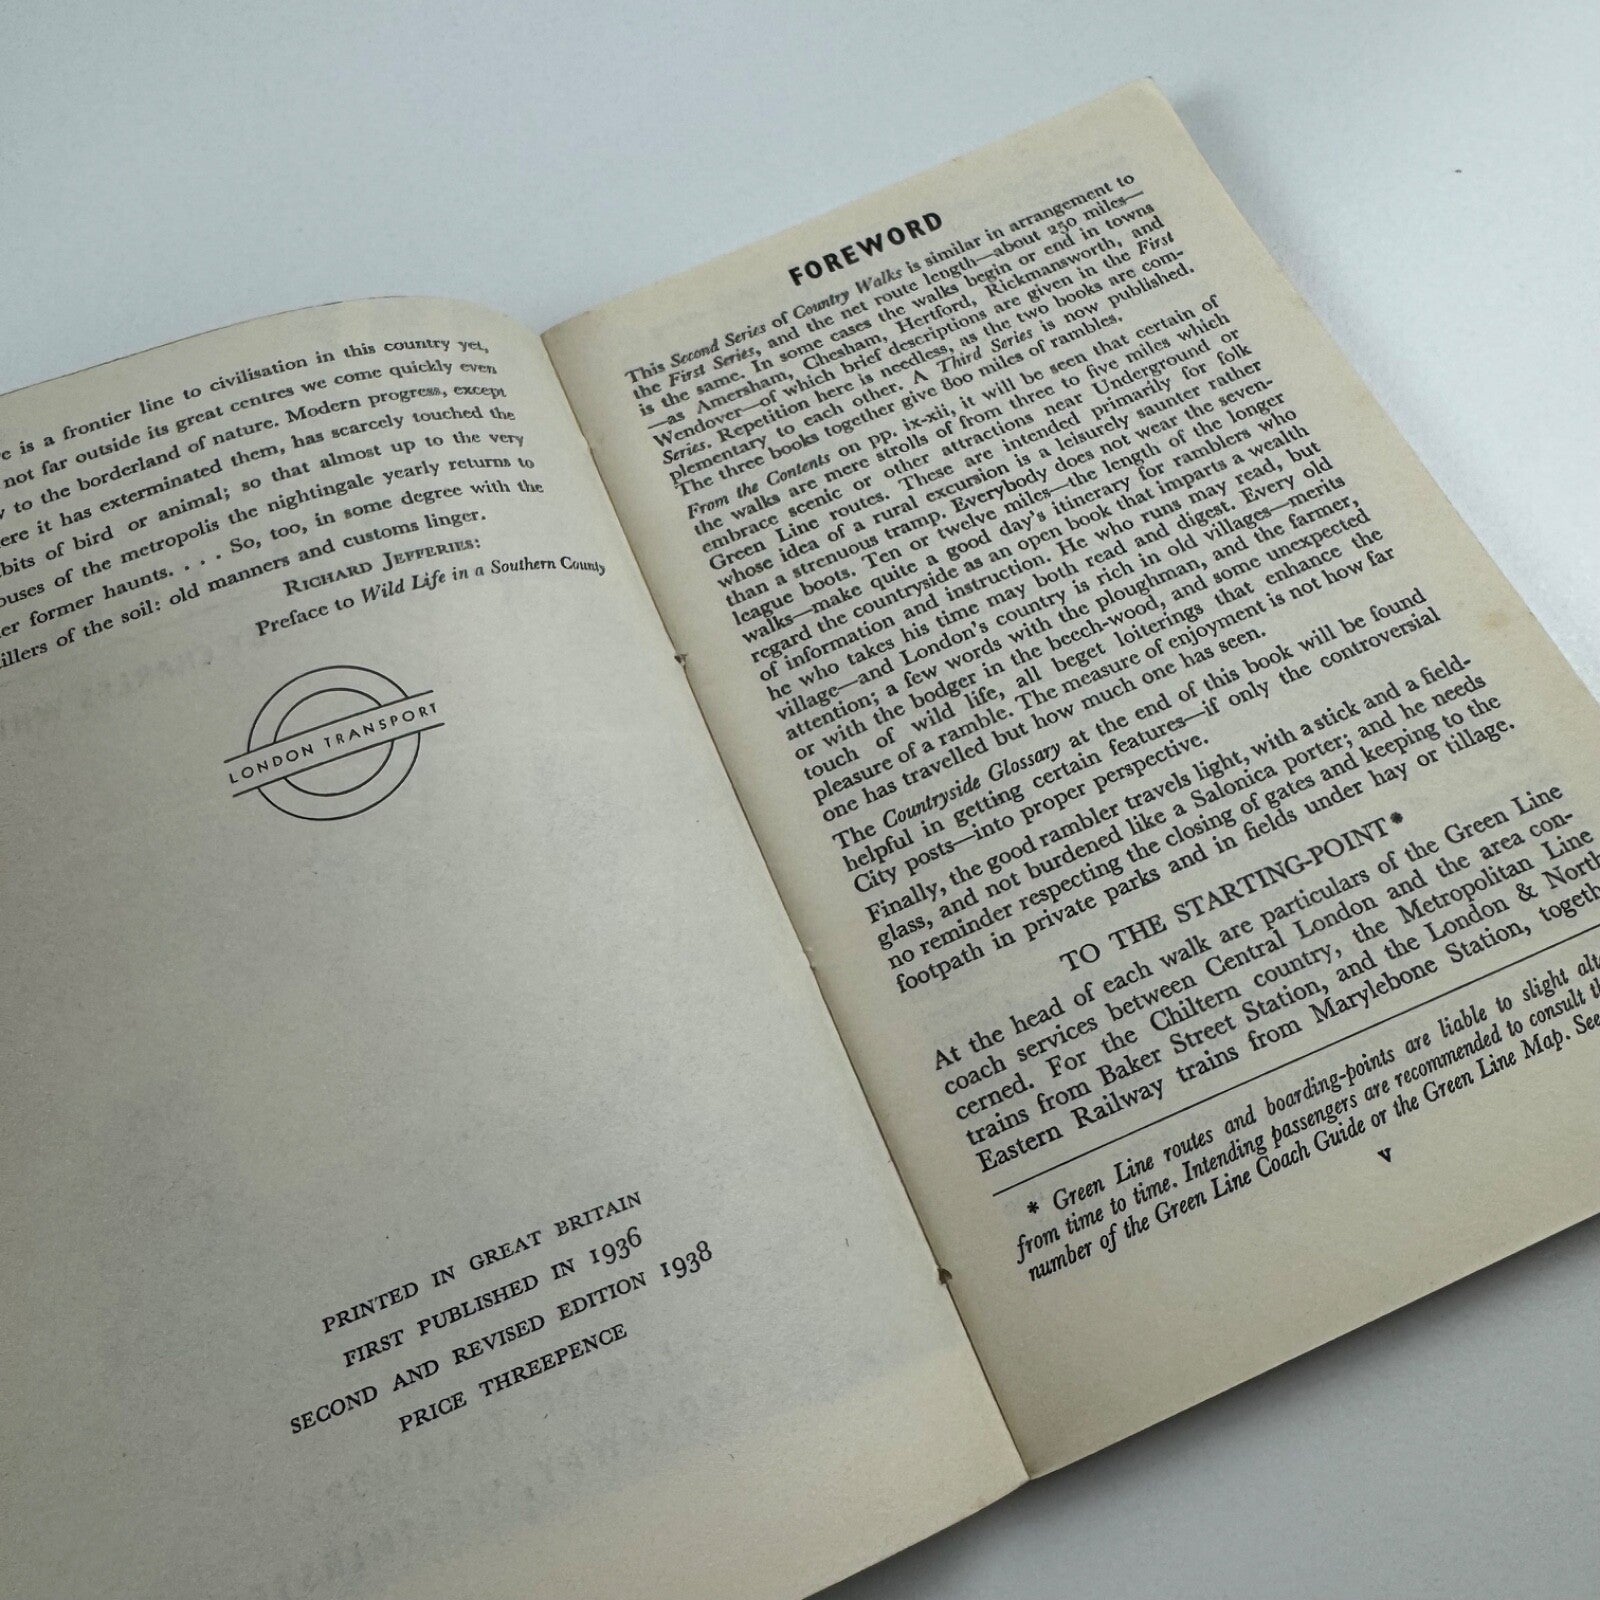 is a frontier line to civilisation in this country yet,
not far outside its great centres we come quickly even
to the borderland of nature. Modern progress, except
it has exterminated them, has scarcely touched the
of bird or animal; so that almost up to the very
of the metropolis the nightingale yearly returns to
former haunts. . . . So, too, in some degree with the
of the soil: old manners and customs linger.
RICHARD JEFFERIES:
Preface to Wild Life in a Southern County
LONDON TRANSPORT
PRINTED IN GREAT BRITAIN
FIRST PUBLISHED IN 1936
SECOND AND REVISED EDITION 1938
PRICE THREEPENCE
FOREWORD
This Second Series of Country Walks is similar in arrangement to
the First Series, and the net route length—about 250 miles—
is the same. In some cases the walks begin or end in towns
—as Amersham, Chesham, Hertford, Rickmansworth, and
Wendover—of which brief descriptions are given in the First
Series. Repetition here is needless, as the two books are com-
plementary to each other. A Third Series is now published.
The three books together give 800 miles of rambles.
From the Contents on pp. ix-xii, it will be seen that certain of
the walks are mere strolls of from three to five miles which
embrace scenic or other attractions near Underground or
Green Line routes. These are intended primarily for folk
whose idea of a rural excursion is a leisurely saunter rather
than a strenuous tramp. Everybody does not wear the seven-
league boots. Ten or twelve miles—the length of the longer
walks—make quite a good day's itinerary for ramblers who
regard the countryside as an open book that imparts a wealth
of information and instruction. He who runs may read, but
he who takes his time may both read and digest. Every old
village—and London's country is rich in old villages—merits
attention; a few words with the ploughman, and the farmer,
or with the bodger in the beech-wood, and some unexpected
touch of wild life, all beget loiterings that enhance the
pleasure of a ramble. The measure of enjoyment is not how far
one has travelled but how much one has seen.
The Countryside Glossary at the end of this book will be found
helpful in getting certain features—if only the controversial
City posts—into proper perspective.
Finally, the good rambler travels light, with a stick and a field-
glass, and not burdened like a Salonica porter; and he needs
no reminder respecting the closing of gates and keeping to the
footpath in private parks and in fields under hay or tillage.
TO THE STARTING-POINT*
At the head of each walk are particulars of the Green Line
coach services between Central London and the area con-
cerned. For the Chiltern country, the Metropolitan Line
trains from Baker Street Station, and the London & North
Eastern Railway trains from Marylebone Station, togeth
* Green Line routes and boarding-points are liable to slight alt
from time to time. Intending passengers are recommended to consult th
number of the Green Line Coach Guide or the Green Line Map. See
v